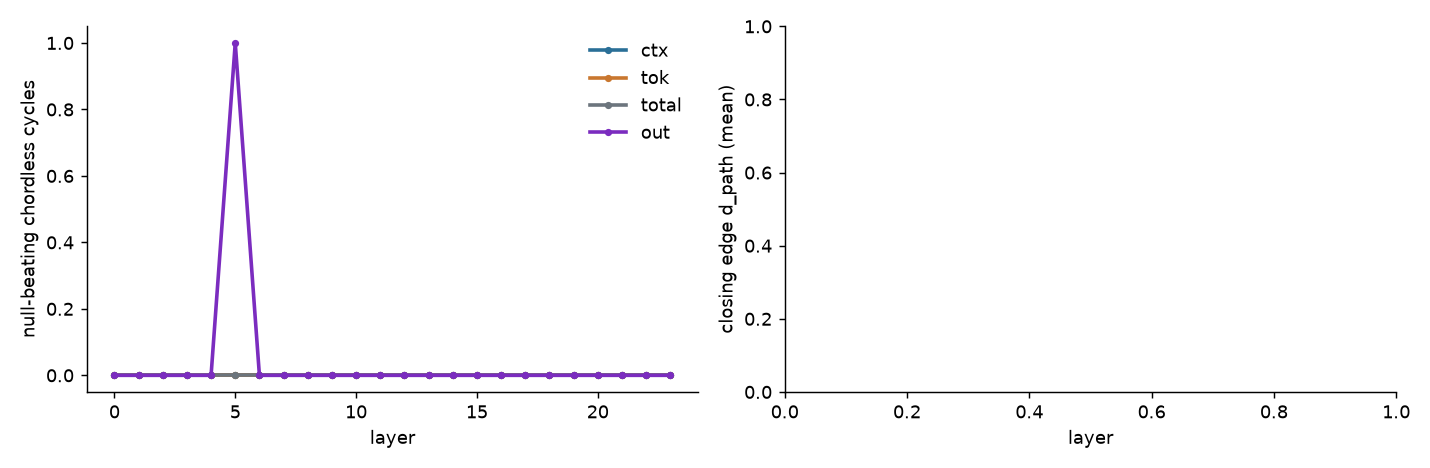 null-beating chordless cycles
1.0
0.8
0.6
0.4
0.2
0.0
0
5
10
15
20
layer
ctx
tok
total
out
closing edge d_path (mean)
1.0
0.8
0.6
0.4
0.2
0.0
0.0
0.2
0.4
0.6
0.8
1.0
layer